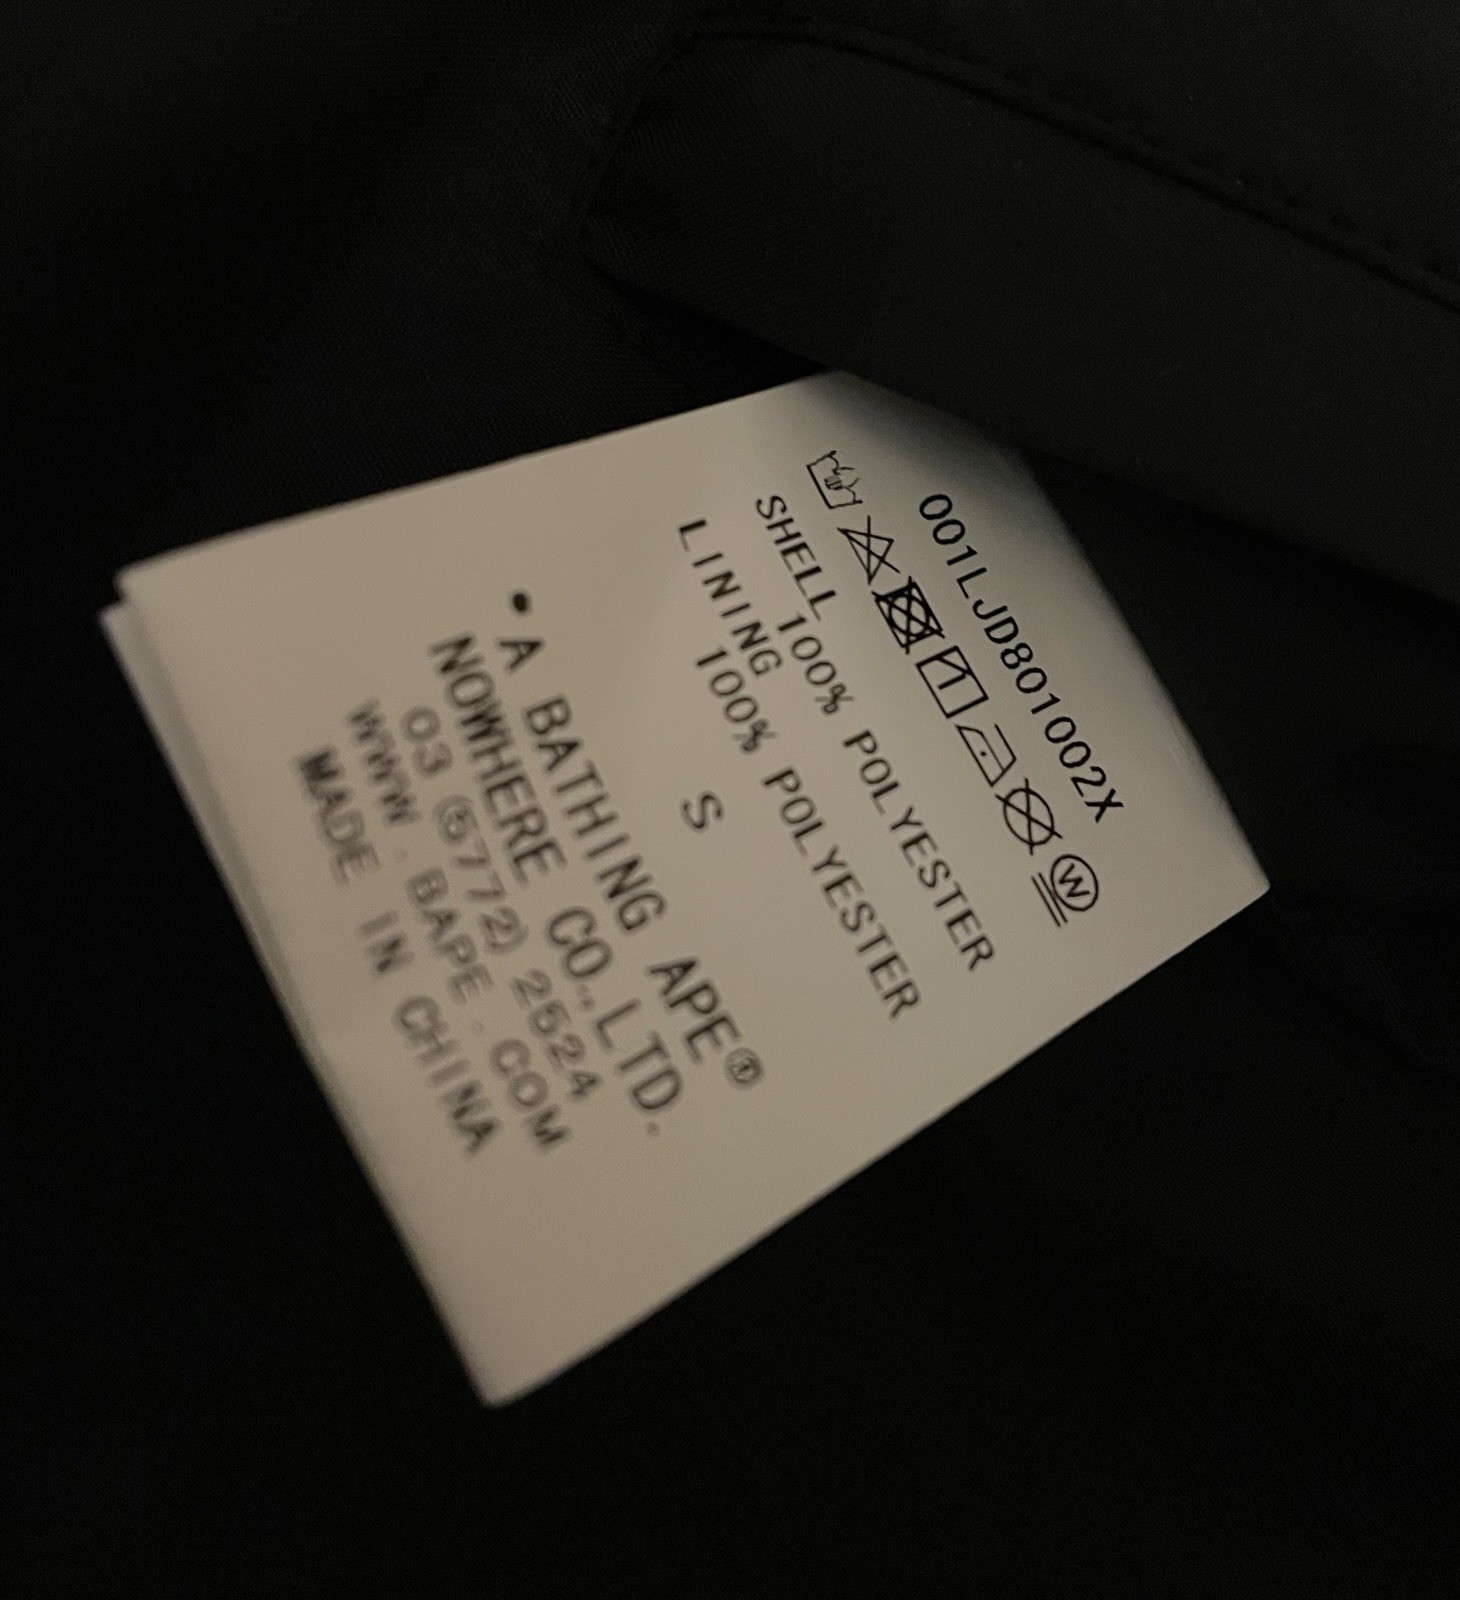 001LJD801002X
W
SHELL 100% POLYESTER
LINING 100% POLYESTER
S
• A BATHING APE®
NOWHERE CO., LTD.
03 (5772) 2524
WWW.BAPE.COM
MADE IN CHINA